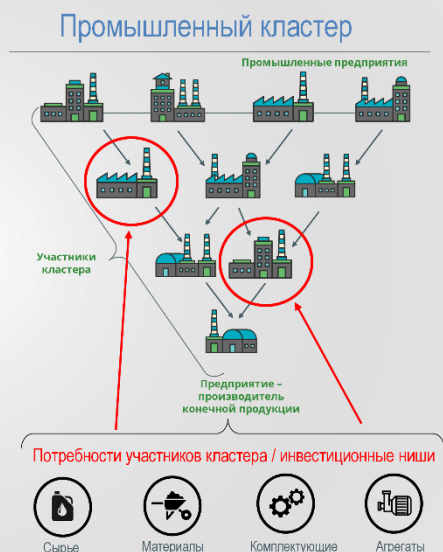 Промышленный кластер
Промышленные предприятия
Участники
кластера
Предприятие –
производитель
конечной продукции
Потребности участников кластера / инвестиционные ниши
Сырье
Материалы
Комплектующие
Агрегаты